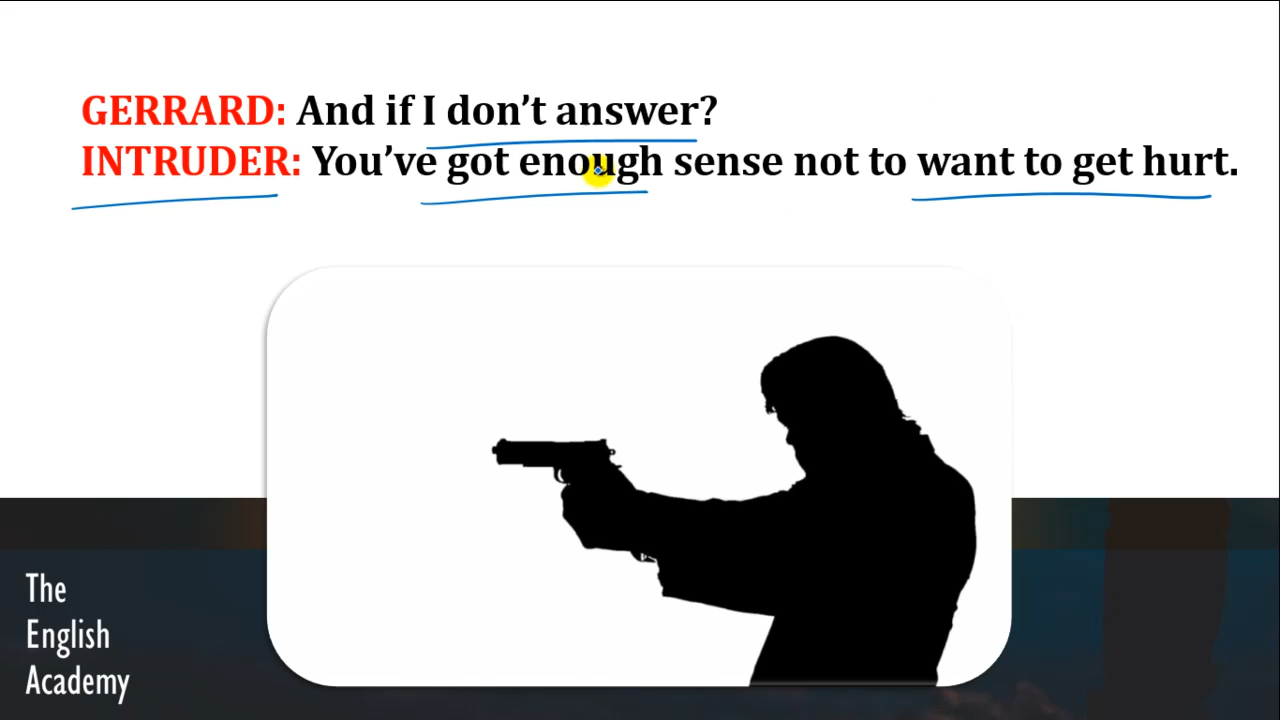 GERRARD: And if I don’t answer?
INTRUDER: You’ve got enough sense not to want to get hurt.
The
English
Academy